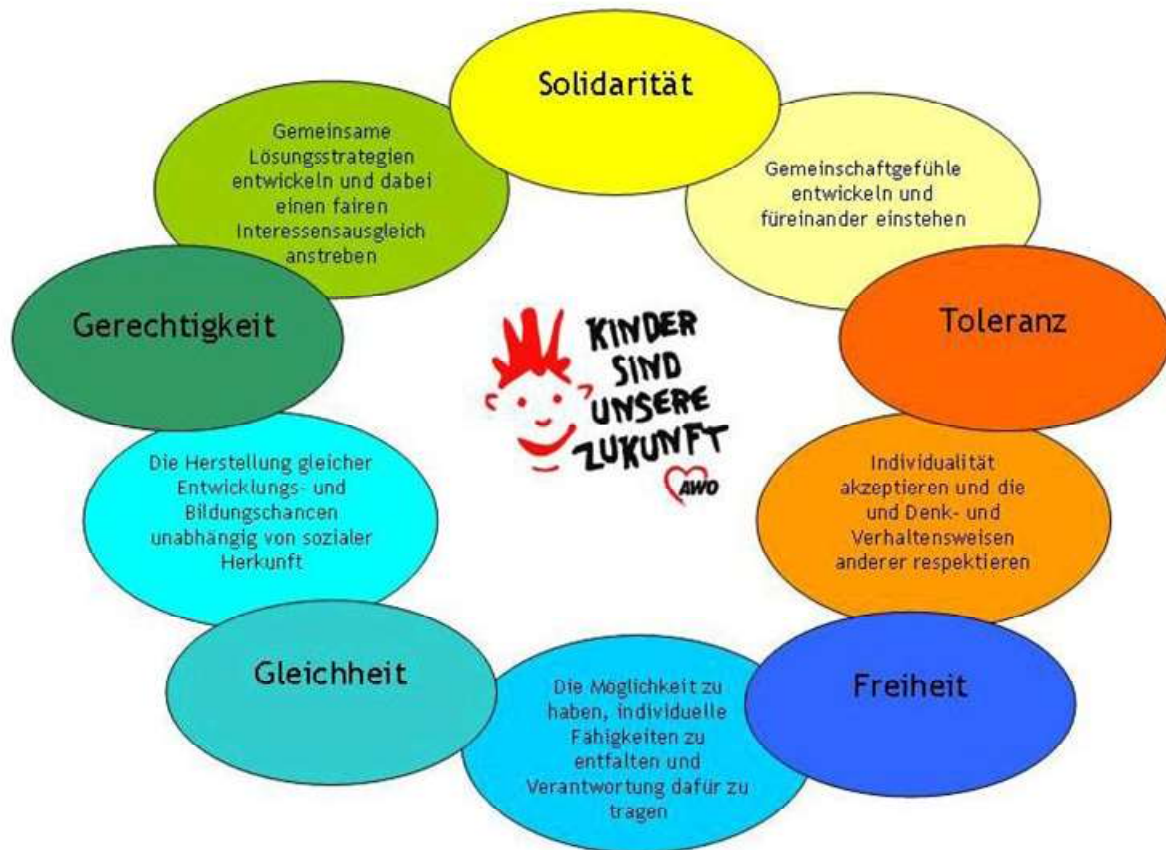 Solidarität
Gemeinschaftgefühle
entwickeln und
füreinander einstehen
Toleranz
Individualität
akzeptieren und die
und Denk- und
Verhaltensweisen
anderer respektieren
Freiheit
Die Möglichkeit zu
haben, individuelle
Fähigkeiten zu
entfalten und
Verantwortung dafür zu
tragen
Gleichheit
Die Herstellung gleicher
Entwicklungs- und
Bildungschancen
unabhängig von sozialer
Herkunft
Gerechtigkeit
Gemeinsame
Lösungsstrategien
entwickeln und dabei
einen fairen
Interessensausgleich
anstreben
KINDER
SIND
UNSERE
ZUKUNFT
AWO